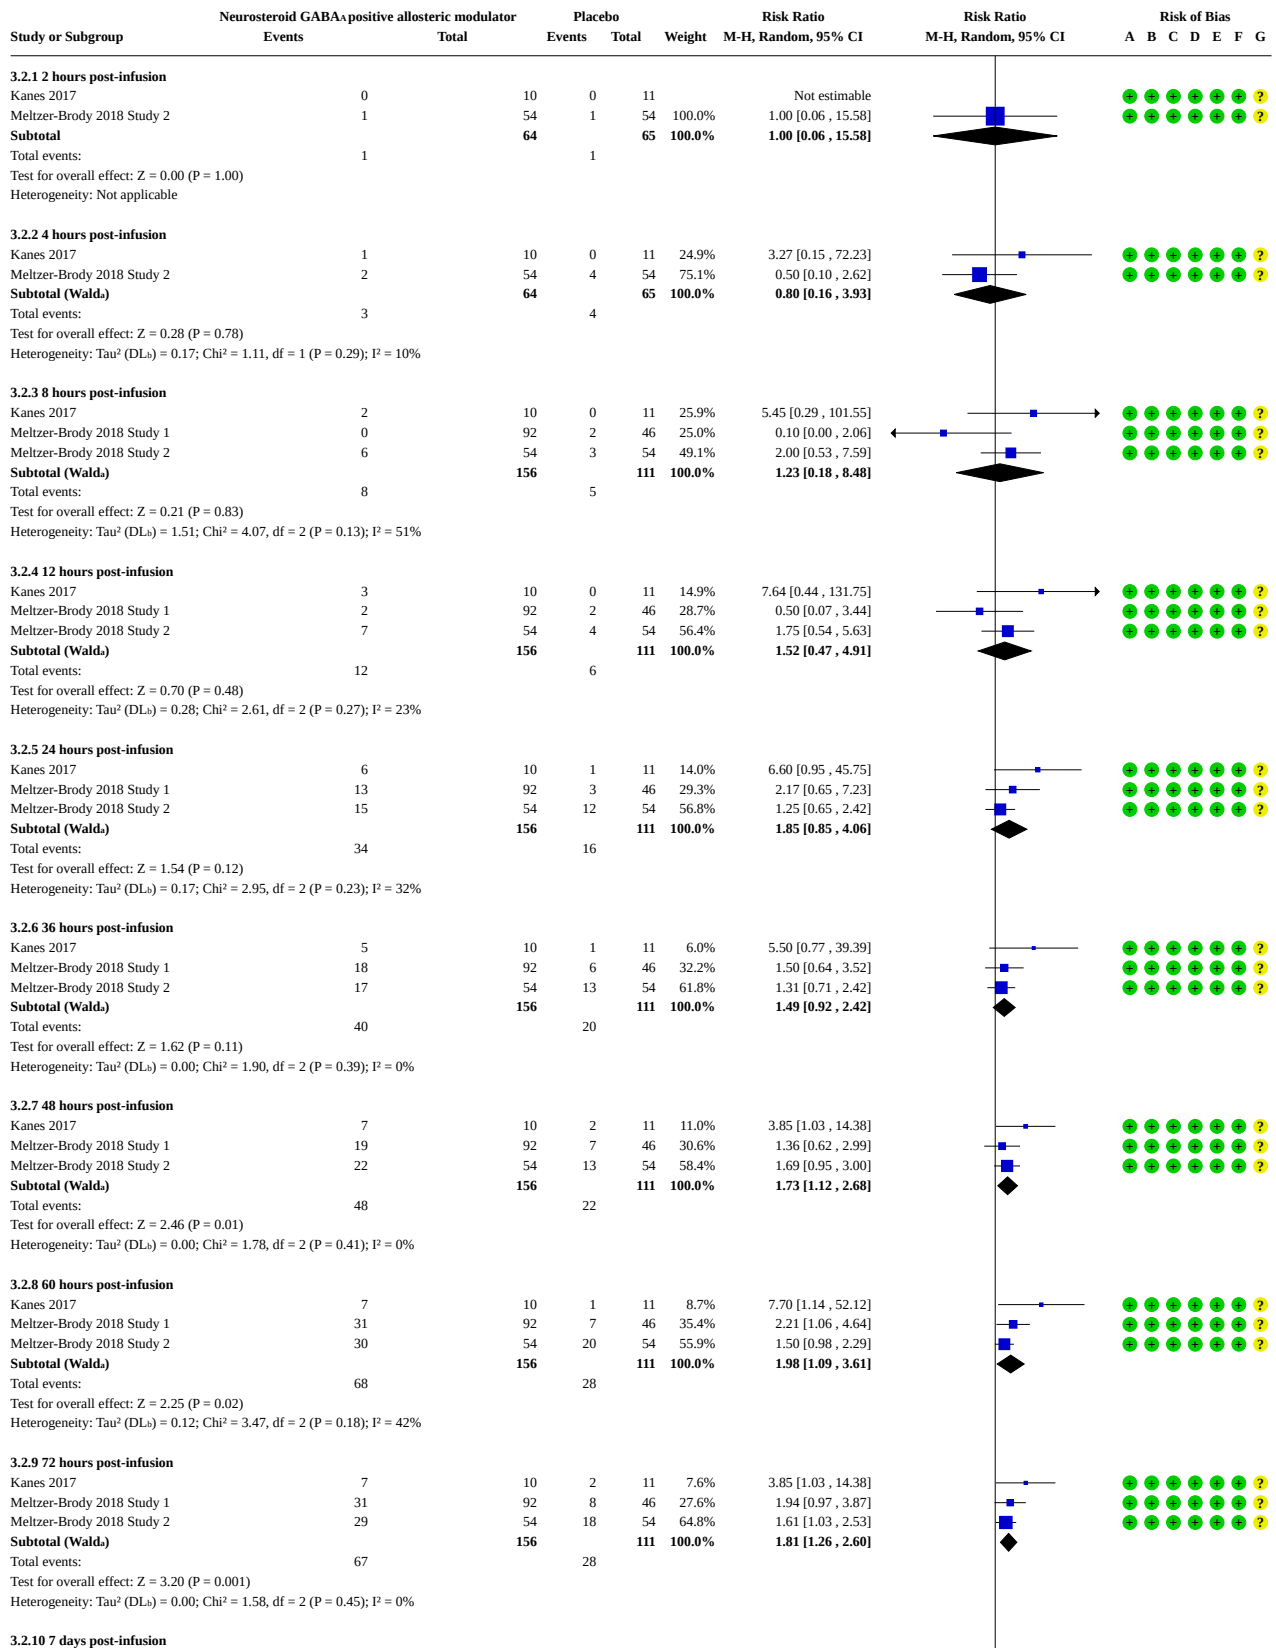 Neurosteroid GABAA positive allosteric modulator Placebo Risk Ratio Risk Ratio Risk of Bias
Study or Subgroup Events Total Events Total Weight M-H, Random, 95% CI M-H, Random, 95% CI A B C D E F G
3.2.1 2 hours post-infusion
Kanes 2017 0 10 0 11 Not estimable + + + + + + ?
Meltzer-Brody 2018 Study 2 1 54 1 54 100.0% 1.00 [0.06 , 15.58] + + + + + + ?
Subtotal 64 65 100.0% 1.00 [0.06 , 15.58]
Total events: 1 1
Test for overall effect: Z = 0.00 (P = 1.00)
Heterogeneity: Not applicable
3.2.2 4 hours post-infusion
Kanes 2017 1 10 0 11 24.9% 3.27 [0.15 , 72.23] + + + + + + ?
Meltzer-Brody 2018 Study 2 2 54 4 54 75.1% 0.50 [0.10 , 2.62] + + + + + + ?
Subtotal (Walda) 64 65 100.0% 0.80 [0.16 , 3.93]
Total events: 3 4
Test for overall effect: Z = 0.28 (P = 0.78)
Heterogeneity: Tau² (DLb) = 0.17; Chi² = 1.11, df = 1 (P = 0.29); I² = 10%
3.2.3 8 hours post-infusion
Kanes 2017 2 10 0 11 25.9% 5.45 [0.29 , 101.55] + + + + + + ?
Meltzer-Brody 2018 Study 1 0 92 2 46 25.0% 0.10 [0.00 , 2.06] + + + + + + ?
Meltzer-Brody 2018 Study 2 6 54 3 54 49.1% 2.00 [0.53 , 7.59] + + + + + + ?
Subtotal (Walda) 156 111 100.0% 1.23 [0.18 , 8.48]
Total events: 8 5
Test for overall effect: Z = 0.21 (P = 0.83)
Heterogeneity: Tau² (DLb) = 1.51; Chi² = 4.07, df = 2 (P = 0.13); I² = 51%
3.2.4 12 hours post-infusion
Kanes 2017 3 10 0 11 14.9% 7.64 [0.44 , 131.75] + + + + + + ?
Meltzer-Brody 2018 Study 1 2 92 2 46 28.7% 0.50 [0.07 , 3.44] + + + + + + ?
Meltzer-Brody 2018 Study 2 7 54 4 54 56.4% 1.75 [0.54 , 5.63] + + + + + + ?
Subtotal (Walda) 156 111 100.0% 1.52 [0.47 , 4.91]
Total events: 12 6
Test for overall effect: Z = 0.70 (P = 0.48)
Heterogeneity: Tau² (DLb) = 0.28; Chi² = 2.61, df = 2 (P = 0.27); I² = 23%
3.2.5 24 hours post-infusion
Kanes 2017 6 10 1 11 14.0% 6.60 [0.95 , 45.75] + + + + + + ?
Meltzer-Brody 2018 Study 1 13 92 3 46 29.3% 2.17 [0.65 , 7.23] + + + + + + ?
Meltzer-Brody 2018 Study 2 15 54 12 54 56.8% 1.25 [0.65 , 2.42] + + + + + + ?
Subtotal (Walda) 156 111 100.0% 1.85 [0.85 , 4.06]
Total events: 34 16
Test for overall effect: Z = 1.54 (P = 0.12)
Heterogeneity: Tau² (DLb) = 0.17; Chi² = 2.95, df = 2 (P = 0.23); I² = 32%
3.2.6 36 hours post-infusion
Kanes 2017 5 10 1 11 6.0% 5.50 [0.77 , 39.39] + + + + + + ?
Meltzer-Brody 2018 Study 1 18 92 6 46 32.2% 1.50 [0.64 , 3.52] + + + + + + ?
Meltzer-Brody 2018 Study 2 17 54 13 54 61.8% 1.31 [0.71 , 2.42] + + + + + + ?
Subtotal (Walda) 156 111 100.0% 1.49 [0.92 , 2.42]
Total events: 40 20
Test for overall effect: Z = 1.62 (P = 0.11)
Heterogeneity: Tau² (DLb) = 0.00; Chi² = 1.90, df = 2 (P = 0.39); I² = 0%
3.2.7 48 hours post-infusion
Kanes 2017 7 10 2 11 11.0% 3.85 [1.03 , 14.38] + + + + + + ?
Meltzer-Brody 2018 Study 1 19 92 7 46 30.6% 1.36 [0.62 , 2.99] + + + + + + ?
Meltzer-Brody 2018 Study 2 22 54 13 54 58.4% 1.69 [0.95 , 3.00] + + + + + + ?
Subtotal (Walda) 156 111 100.0% 1.73 [1.12 , 2.68]
Total events: 48 22
Test for overall effect: Z = 2.46 (P = 0.01)
Heterogeneity: Tau² (DLb) = 0.00; Chi² = 1.78, df = 2 (P = 0.41); I² = 0%
3.2.8 60 hours post-infusion
Kanes 2017 7 10 1 11 8.7% 7.70 [1.14 , 52.12] + + + + + + ?
Meltzer-Brody 2018 Study 1 31 92 7 46 35.4% 2.21 [1.06 , 4.64] + + + + + + ?
Meltzer-Brody 2018 Study 2 30 54 20 54 55.9% 1.50 [0.98 , 2.29] + + + + + + ?
Subtotal (Walda) 156 111 100.0% 1.98 [1.09 , 3.61]
Total events: 68 28
Test for overall effect: Z = 2.25 (P = 0.02)
Heterogeneity: Tau² (DLb) = 0.12; Chi² = 3.47, df = 2 (P = 0.18); I² = 42%
3.2.9 72 hours post-infusion
Kanes 2017 7 10 2 11 7.6% 3.85 [1.03 , 14.38] + + + + + + ?
Meltzer-Brody 2018 Study 1 31 92 8 46 27.6% 1.94 [0.97 , 3.87] + + + + + + ?
Meltzer-Brody 2018 Study 2 29 54 18 54 64.8% 1.61 [1.03 , 2.53] + + + + + + ?
Subtotal (Walda) 156 111 100.0% 1.81 [1.26 , 2.60]
Total events: 67 28
Test for overall effect: Z = 3.20 (P = 0.001)
Heterogeneity: Tau² (DLb) = 0.00; Chi² = 1.58, df = 2 (P = 0.45); I² = 0%
3.2.10 7 days post-infusion